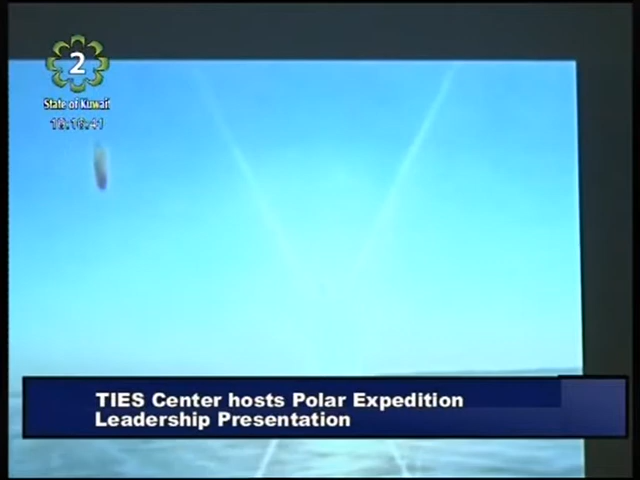 2
State of Kuwait
TIES Center hosts Polar Expedition
Leadership Presentation